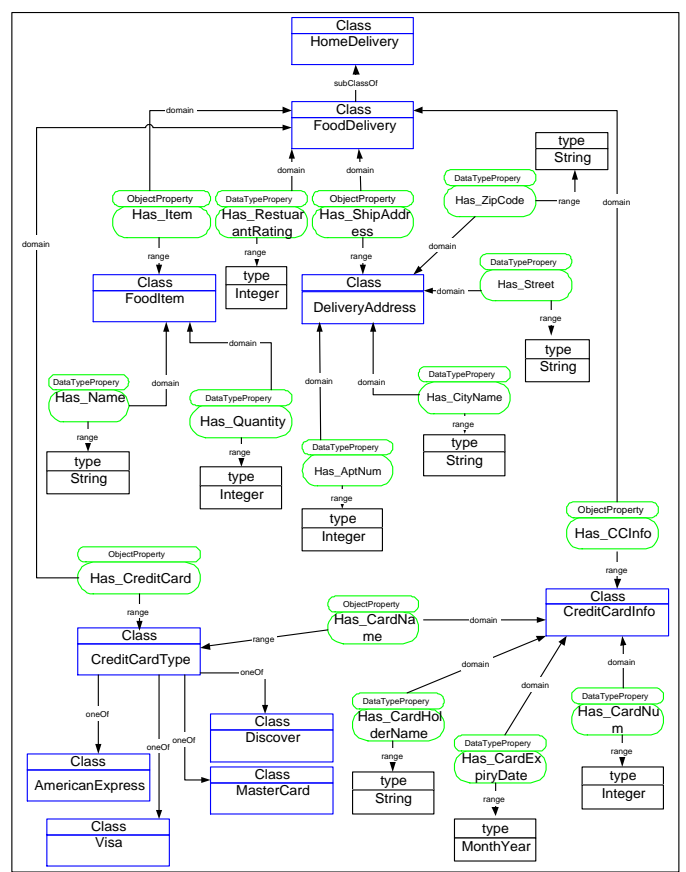 Class
HomeDelivery
subClassOf
Class
FoodDelivery
domain
domain
domain
domain
domain
type
String
DataTypePropery
Has_ZipCode
range
domain
ObjectProperty
Has_Item
range
DataTypePropery
Has_Restu
arantRating
range
ObjectProperty
Has_ShipAddr
ess
range
Class
FoodItem
type
Integer
Class
DeliveryAddress
domain
DataTypePropery
Has_Street
range
type
String
domain
domain
domain
domain
DataTypePropery
Has_Name
range
type
String
DataTypePropery
Has_Quantity
range
type
Integer
DataTypePropery
Has_CityName
range
type
String
DataTypePropery
Has_AptNum
range
type
Integer
ObjectProperty
Has_CCInfo
range
ObjectProperty
Has_CreditCard
range
Class
CreditCardInfo
ObjectProperty
Has_CardNa
me
domain
range
Class
CreditCardType
oneOf
oneOf
oneOf
oneOf
Class
Discover
Class
AmericanExpress
Class
MasterCard
Class
Visa
domain
domain
domain
DataTypePropery
Has_CardHol
derName
range
type
String
DataTypePropery
Has_CardEx
piryDate
range
type
MonthYear
DataTypePropery
Has_CardNu
m
range
type
Integer